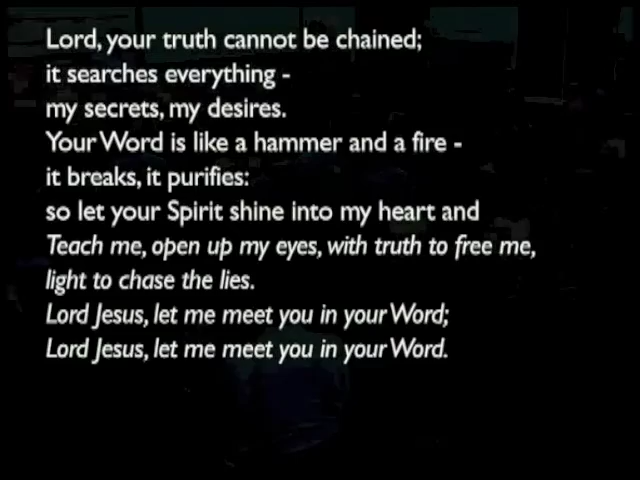 Lord, your truth cannot be chained;
it searches everything -
my secrets, my desires.
Your Word is like a hammer and a fire -
it breaks, it purifies:
so let your Spirit shine into my heart and
Teach me, open up my eyes, with truth to free me,
light to chase the lies.
Lord Jesus, let me meet you in your Word;
Lord Jesus, let me meet you in your Word.